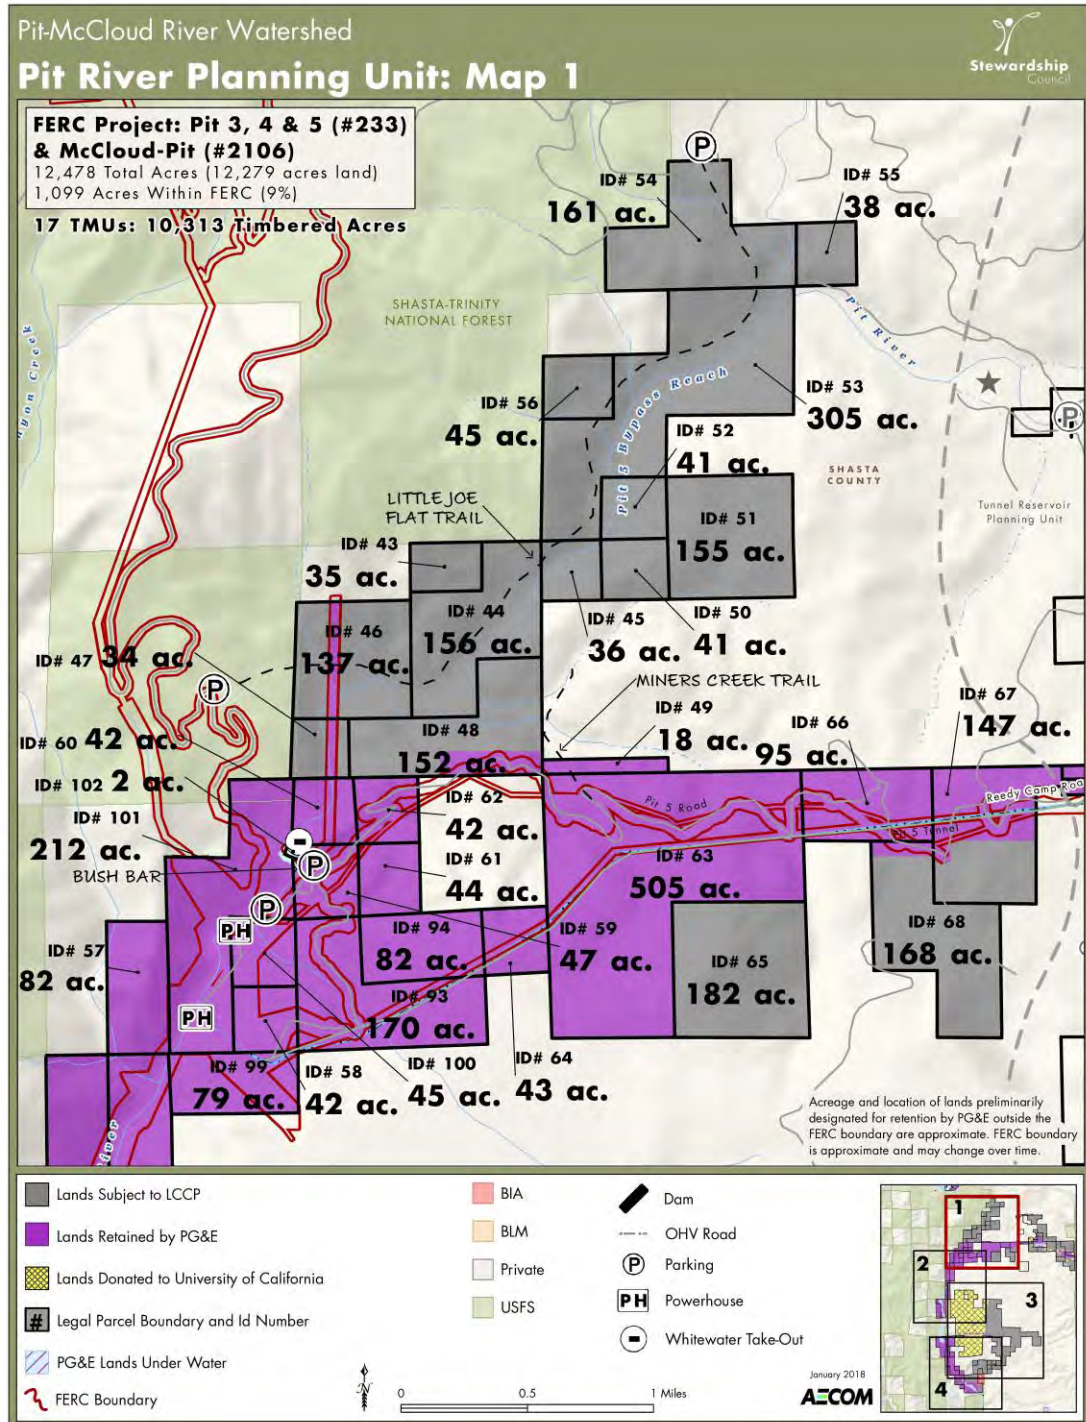 Pit-McCloud River Watershed
Pit River Planning Unit: Map 1
Stewardship
Council
FERC Project: Pit 3, 4 & 5 (#233)
& McCloud-Pit (#2106)
12,478 Total Acres (12,279 acres land)
1,099 Acres Within FERC (9%)
17 TMUs: 10,313 Timbered Acres
P
ID# 54
161 ac.
ID# 55
38 ac.
SHASTA-TRINITY
NATIONAL FOREST
Pit River
yon Creek
Pit 5 Bypass Reach
ID# 53
305 ac.
ID# 56
45 ac.
P
ID# 52
41 ac.
SHASTA
COUNTY
LITTLE JOE
FLAT TRAIL
Tunnel Reservoir
Planning Unit
ID# 51
155 ac.
ID# 43
35 ac.
ID# 44
156 ac.
ID# 45
36 ac.
ID# 50
41 ac.
ID# 46
137 ac.
ID# 47 34 ac.
MINERS CREEK TRAIL
P
ID# 67
147 ac.
ID# 49
18 ac.
ID# 66
95 ac.
ID# 60 42 ac.
ID# 48
152 ac.
ID# 102 2 ac.
Reedy Camp Roa
Pit 5 Road
ID# 62
42 ac.
ID# 101
212 ac.
Pit 5 Tunnel
ID# 61
44 ac.
ID# 63
505 ac.
BUSH BAR
P
P
PH
ID# 94
82 ac.
ID# 59
47 ac.
ID# 68
168 ac.
ID# 57
82 ac.
ID# 65
182 ac.
PH
ID# 93
170 ac.
ID# 99
79 ac.
ID# 58
42 ac.
ID# 100
45 ac.
ID# 64
43 ac.
River
Acreage and location of lands preliminarily
designated for retention by PG&E outside the
FERC boundary are approximate. FERC boundary
is approximate and may change over time.
Lands Subject to LCCP
Lands Retained by PG&E
Lands Donated to University of California
# Legal Parcel Boundary and Id Number
PG&E Lands Under Water
FERC Boundary
BIA
BLM
Private
USFS
Dam
OHV Road
P Parking
PH Powerhouse
Whitewater Take-Out
N
0 0.5 1 Miles
January 2018
AECOM
1
2
3
4